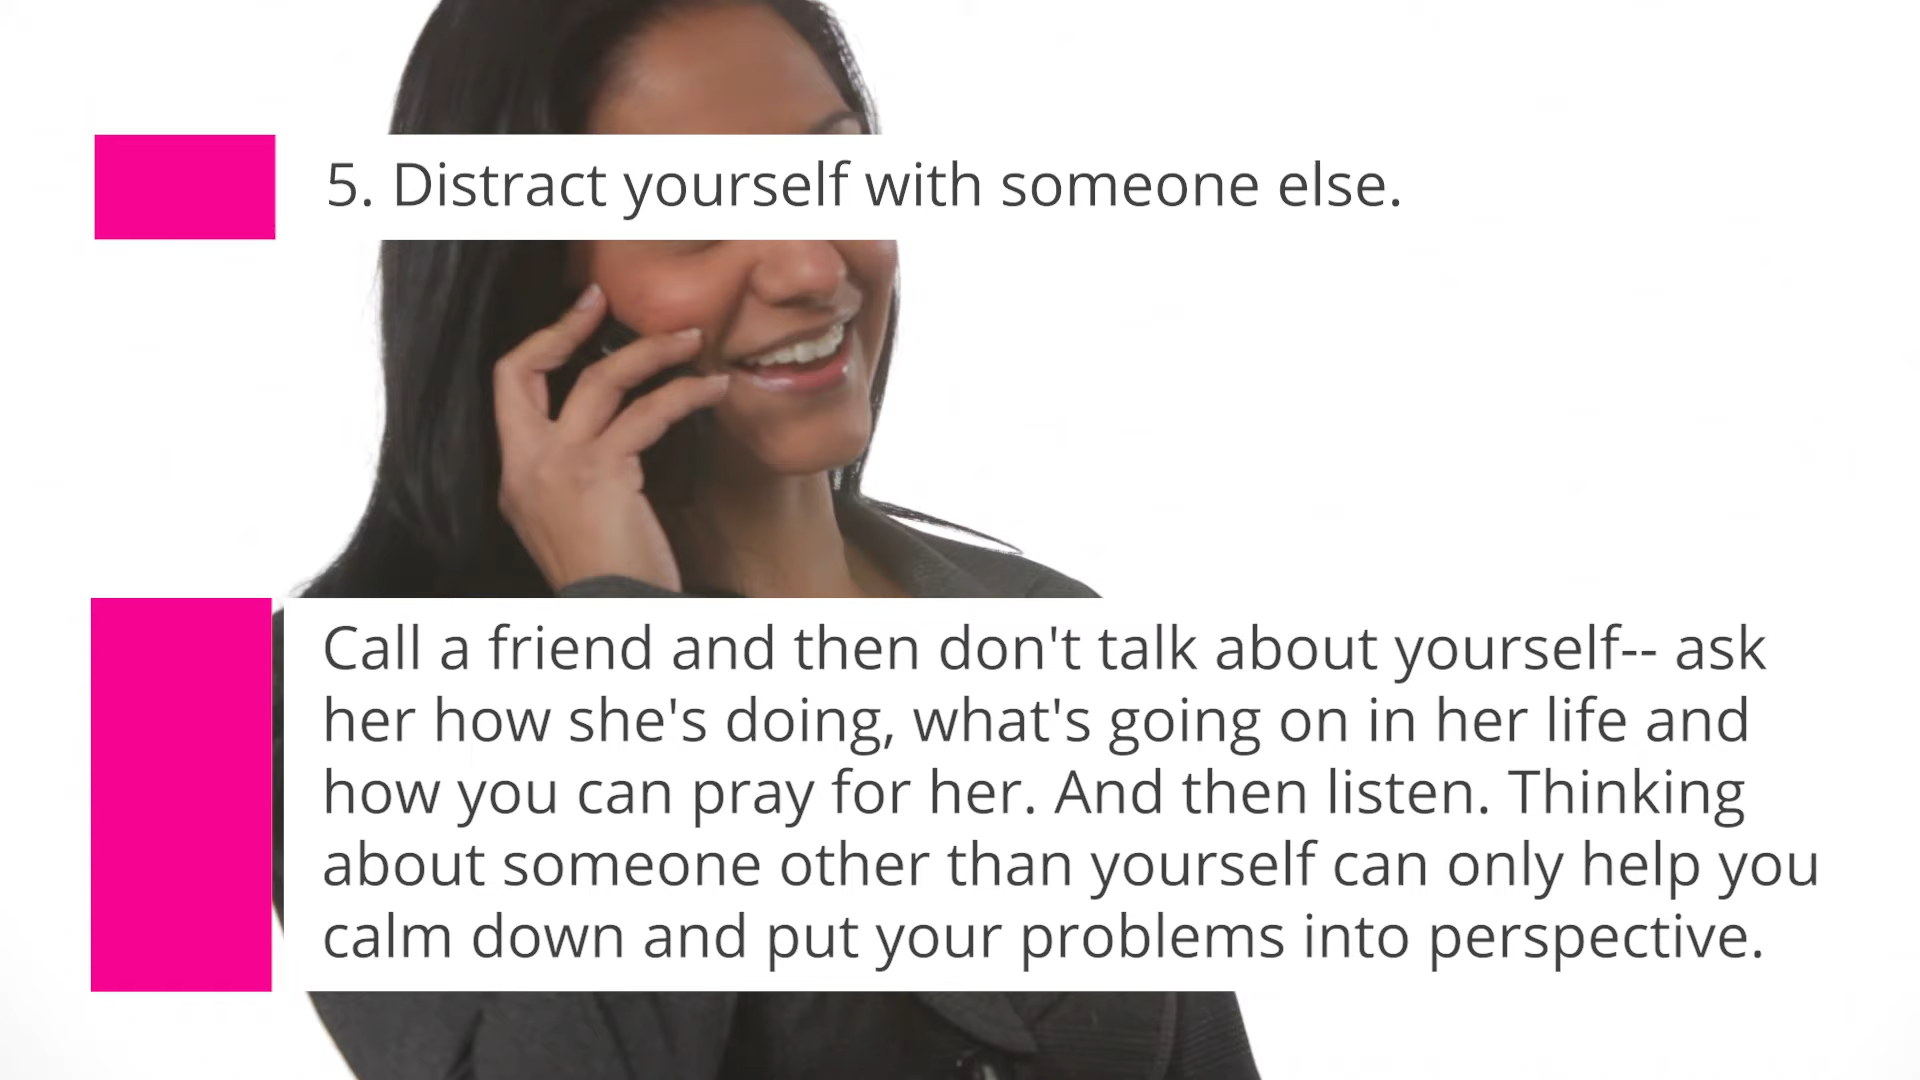 5. Distract yourself with someone else.
Call a friend and then don't talk about yourself-- ask
her how she's doing, what's going on in her life and
how you can pray for her. And then listen. Thinking
about someone other than yourself can only help you
calm down and put your problems into perspective.